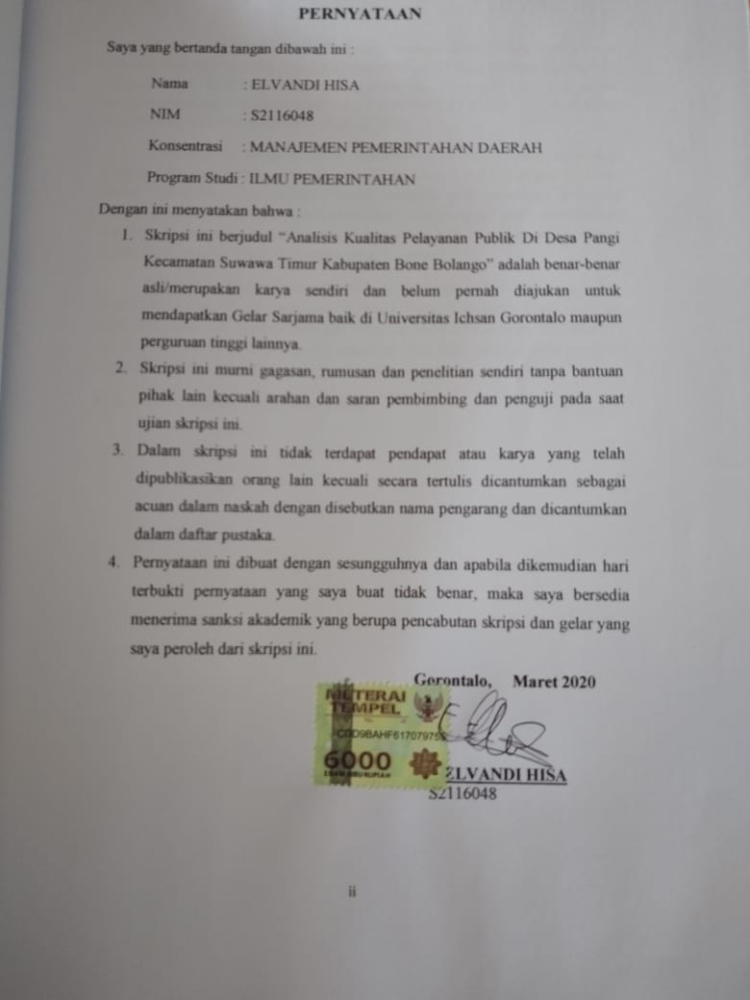 PERNYATAAN
Saya yang bertanda tangan dibawah ini :
Nama : ELVANDI HISA
NIM : S2116048
Konsentrasi : MANAJEMEN PEMERINTAHAN DAERAH
Program Studi : ILMU PEMERINTAHAN
Dengan ini menyatakan bahwa :
1. Skripsi ini berjudul “Analisis Kualitas Pelayanan Publik Di Desa Pangi
Kecamatan Suwawa Timur Kabupaten Bone Bolango” adalah benar-benar
asli/merupakan karya sendiri dan belum pernah diajukan untuk
mendapatkan Gelar Sarjama baik di Universitas Ichsan Gorontalo maupun
perguruan tinggi lainnya.
2. Skripsi ini murni gagasan, rumusan dan penelitian sendiri tanpa bantuan
pihak lain kecuali arahan dan saran pembimbing dan penguji pada saat
ujian skripsi ini.
3. Dalam skripsi ini tidak terdapat pendapat atau karya yang telah
dipublikasikan orang lain kecuali secara tertulis dicantumkan sebagai
acuan dalam naskah dengan disebutkan nama pengarang dan dicantumkan
dalam daftar pustaka.
4. Pernyataan ini dibuat dengan sesungguhnya dan apabila dikemudian hari
terbukti pernyataan yang saya buat tidak benar, maka saya bersedia
menerima sanksi akademik yang berupa pencabutan skripsi dan gelar yang
saya peroleh dari skripsi ini.
Gorontalo, Maret 2020
METERAI
TEMPEL
6000
ENAM RIBU RUPIAH
ELVANDI HISA
S2116048
ii